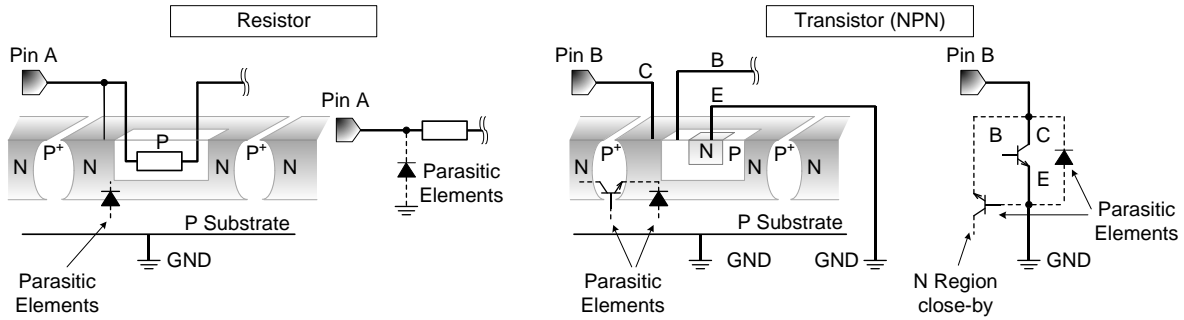 Resistor
Transistor (NPN)
Pin A
Pin A
N
P+
N
P
P+
N
N
Parasitic
Elements
P Substrate
GND
Parasitic
Elements
Pin B
C
B
E
N
P+
N
N
P
P+
N
N
P Substrate
GND
GND
Parasitic
Elements
Pin B
B
C
E
Parasitic
Elements
N Region
close-by
GND